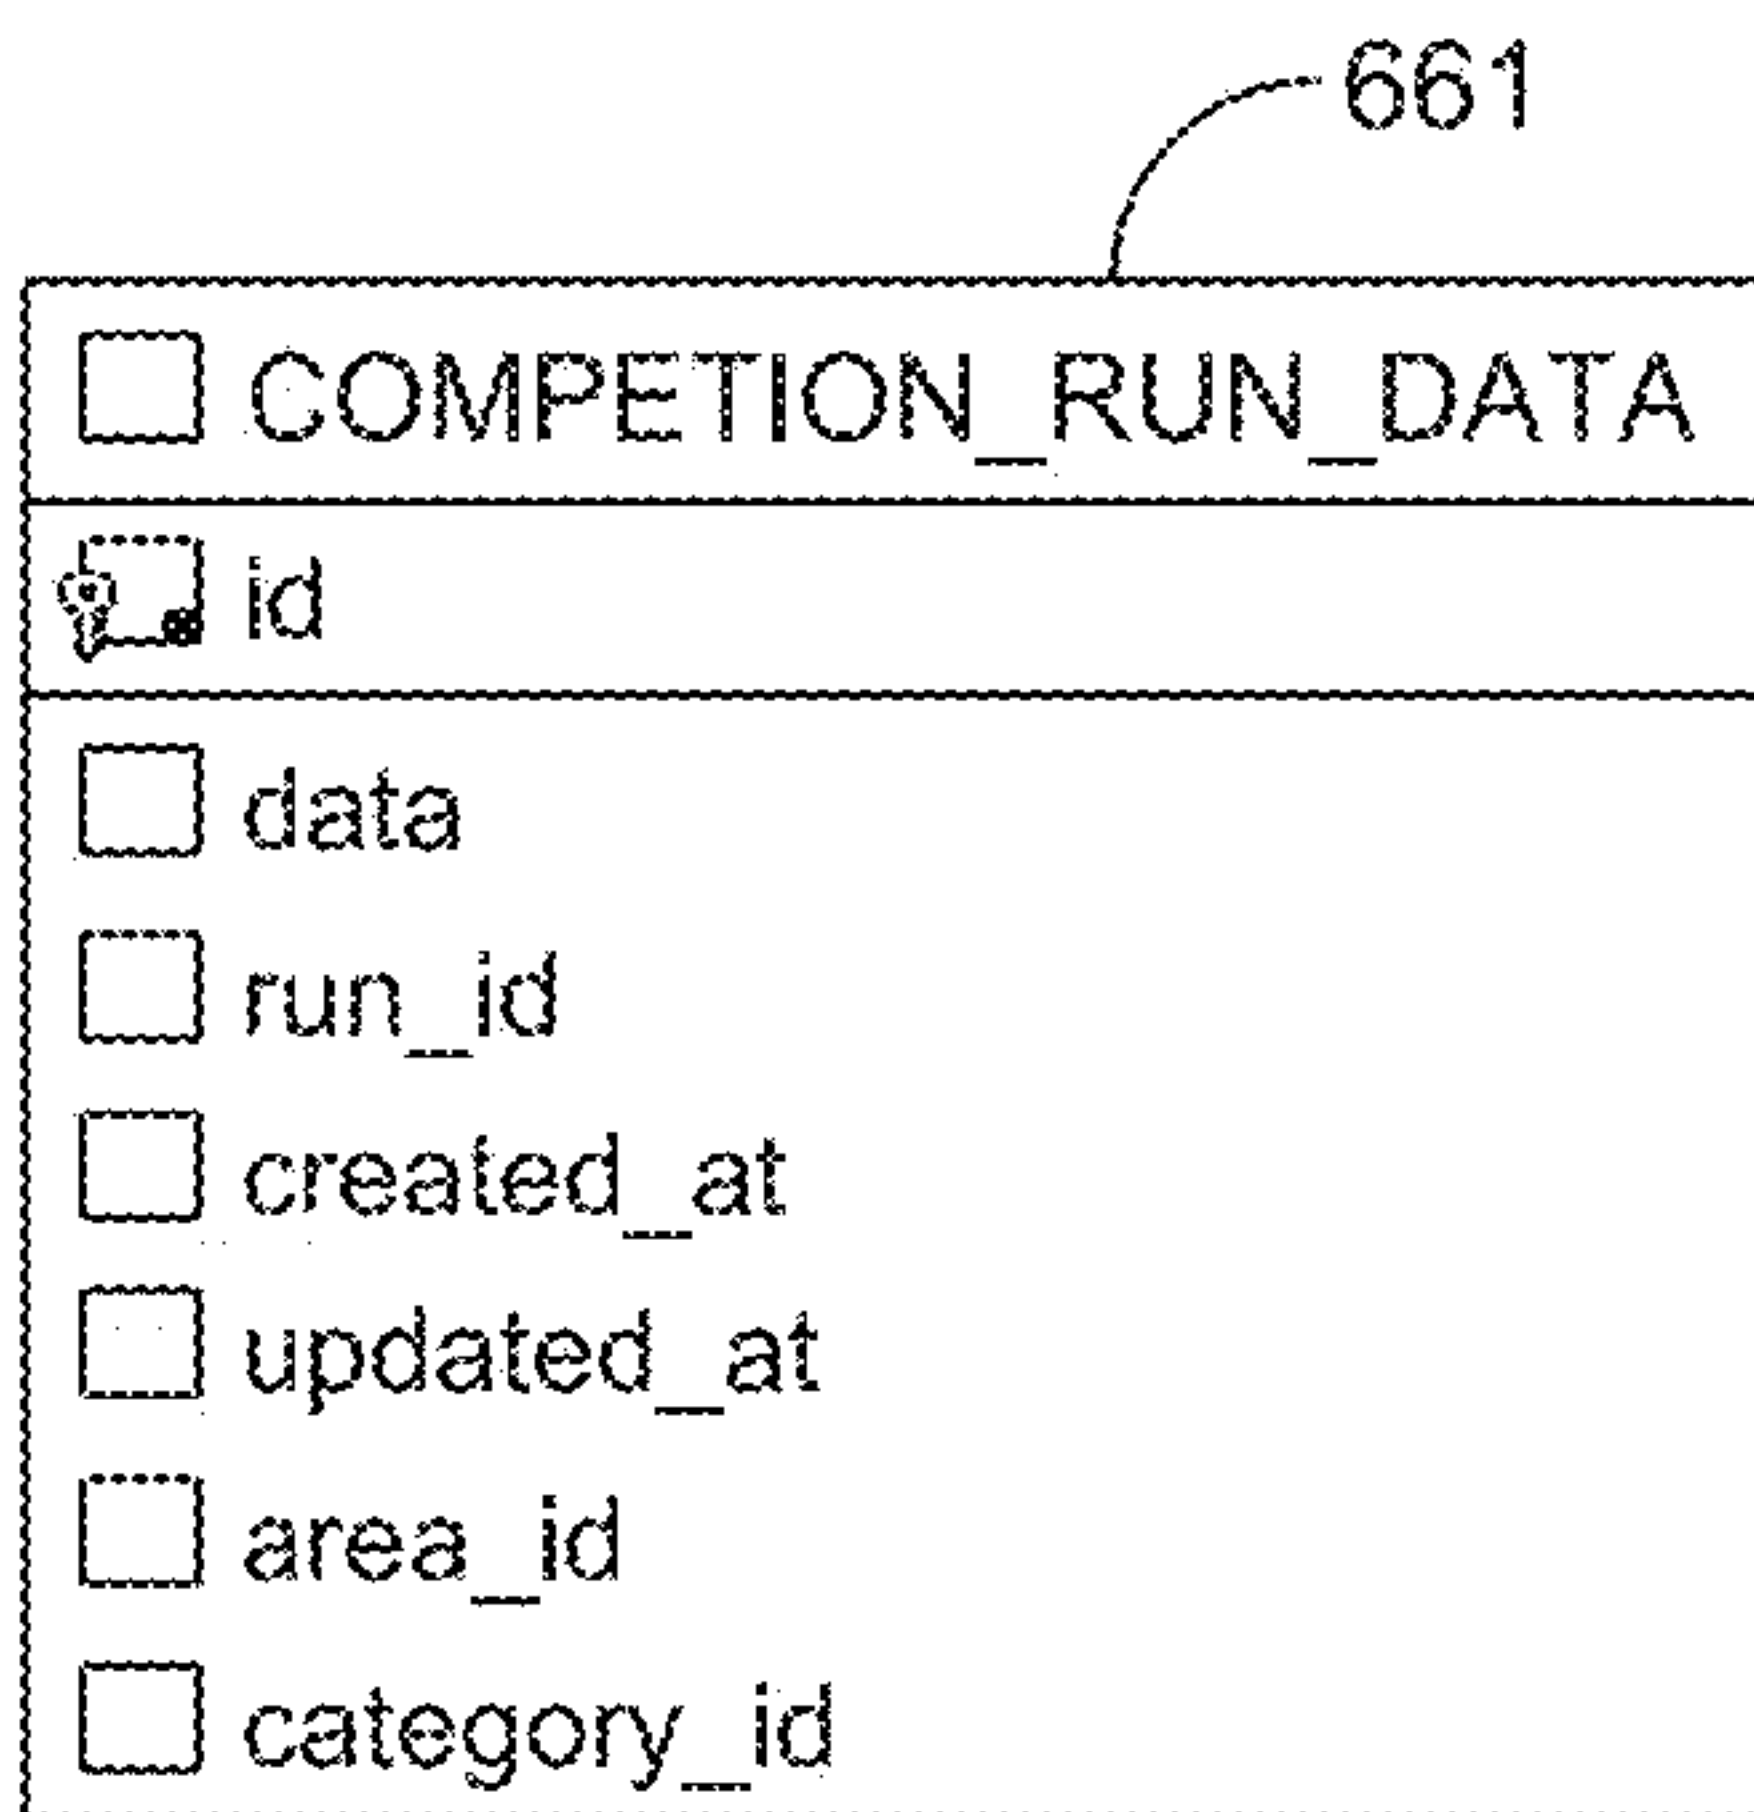 661
COMPETION_RUN_DATA
id
data
run_id
created_at
updated_at
area_id
category_id